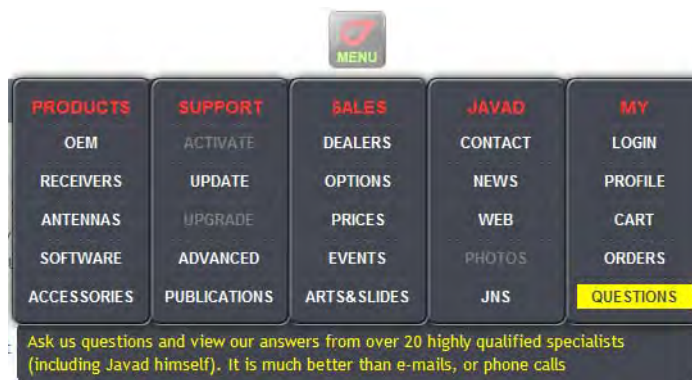 MENU
PRODUCTS SUPPORT SALES JAVAD MY
OEM ACTIVATE DEALERS CONTACT LOGIN
RECEIVERS UPDATE OPTIONS NEWS PROFILE
ANTENNAS UPGRADE PRICES WEB CART
SOFTWARE ADVANCED EVENTS PHOTOS ORDERS
ACCESSORIES PUBLICATIONS ARTS&SLIDES JNS QUESTIONS
Ask us questions and view our answers from over 20 highly qualified specialists
(including Javad himself). It is much better than e-mails, or phone calls